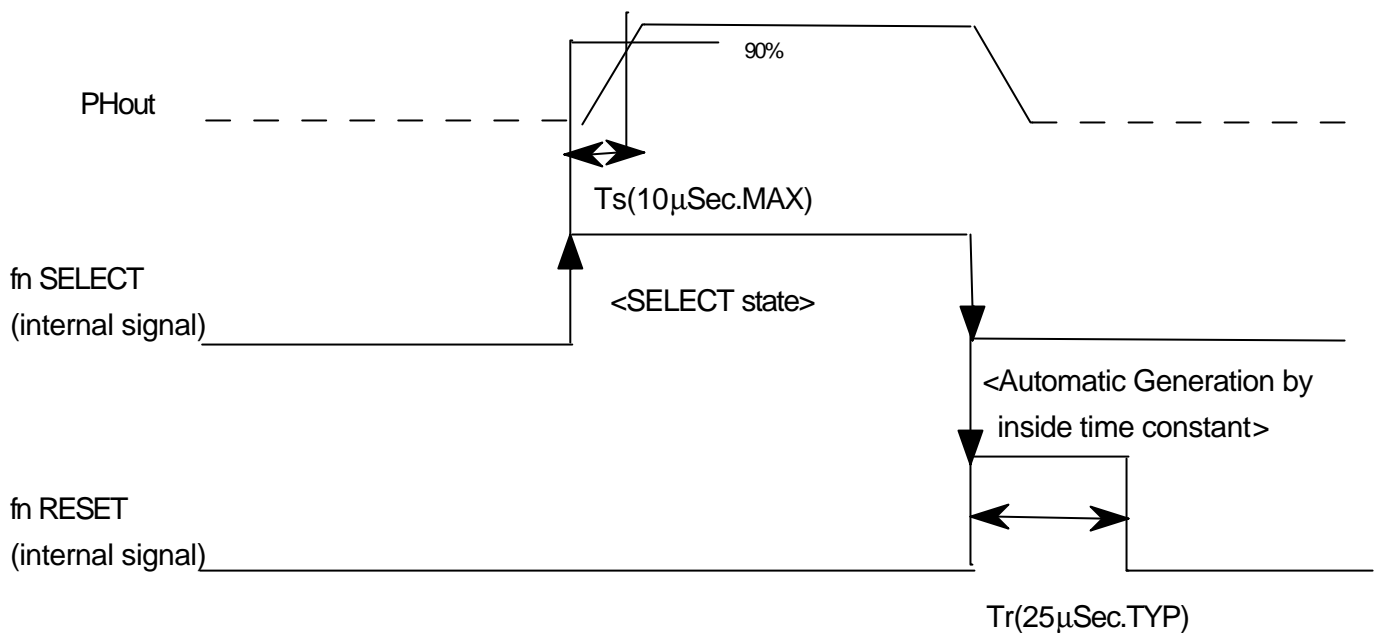 90%
PHout
Ts(10μSec.MAX)
fn SELECT
(internal signal)
<SELECT state>
<Automatic Generation by
inside time constant>
fn RESET
(internal signal)
Tr(25μSec.TYP)